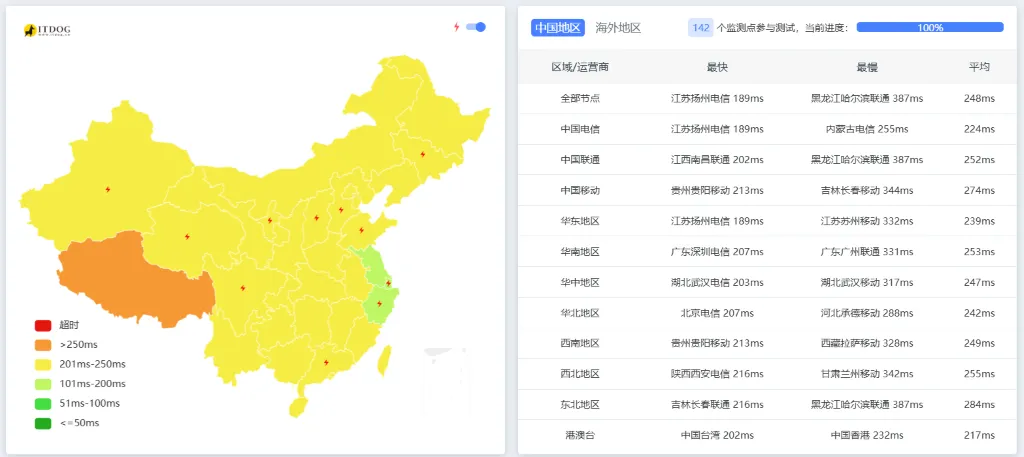 ITDOG
www.itdog.cn
超时
>250ms
201ms-250ms
101ms-200ms
51ms-100ms
<=50ms
中国地区 海外地区 142 个监测点参与测试，当前进度： 100%
区域/运营商 最快 最慢 平均
全部节点 江苏扬州电信 189ms 黑龙江哈尔滨联通 387ms 248ms
中国电信 江苏扬州电信 189ms 内蒙古电信 255ms 224ms
中国联通 江西南昌联通 202ms 黑龙江哈尔滨联通 387ms 252ms
中国移动 贵州贵阳移动 213ms 吉林长春移动 344ms 274ms
华东地区 江苏扬州电信 189ms 江苏苏州移动 332ms 239ms
华南地区 广东深圳电信 207ms 广东广州联通 331ms 253ms
华中地区 湖北武汉电信 203ms 湖北武汉移动 317ms 247ms
华北地区 北京电信 207ms 河北承德移动 288ms 242ms
西南地区 贵州贵阳移动 213ms 西藏拉萨移动 328ms 249ms
西北地区 陕西西安电信 216ms 甘肃兰州移动 342ms 255ms
东北地区 吉林长春联通 216ms 黑龙江哈尔滨联通 387ms 284ms
港澳台 中国台湾 202ms 中国香港 232ms 217ms